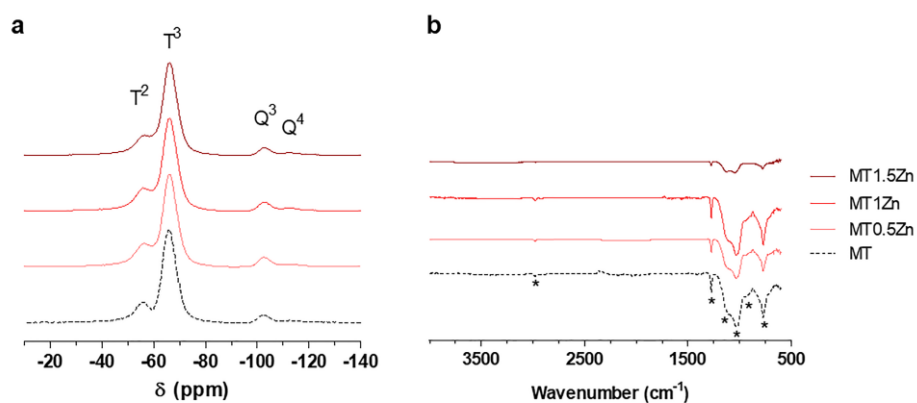 a
T³
T²
Q³
Q⁴
-20 -40 -60 -80 -100 -120 -140
δ (ppm)
b
*
*
*
*
*
*
3500 2500 1500 500
Wavenumber (cm⁻¹)
MT1.5Zn
MT1Zn
MT0.5Zn
MT